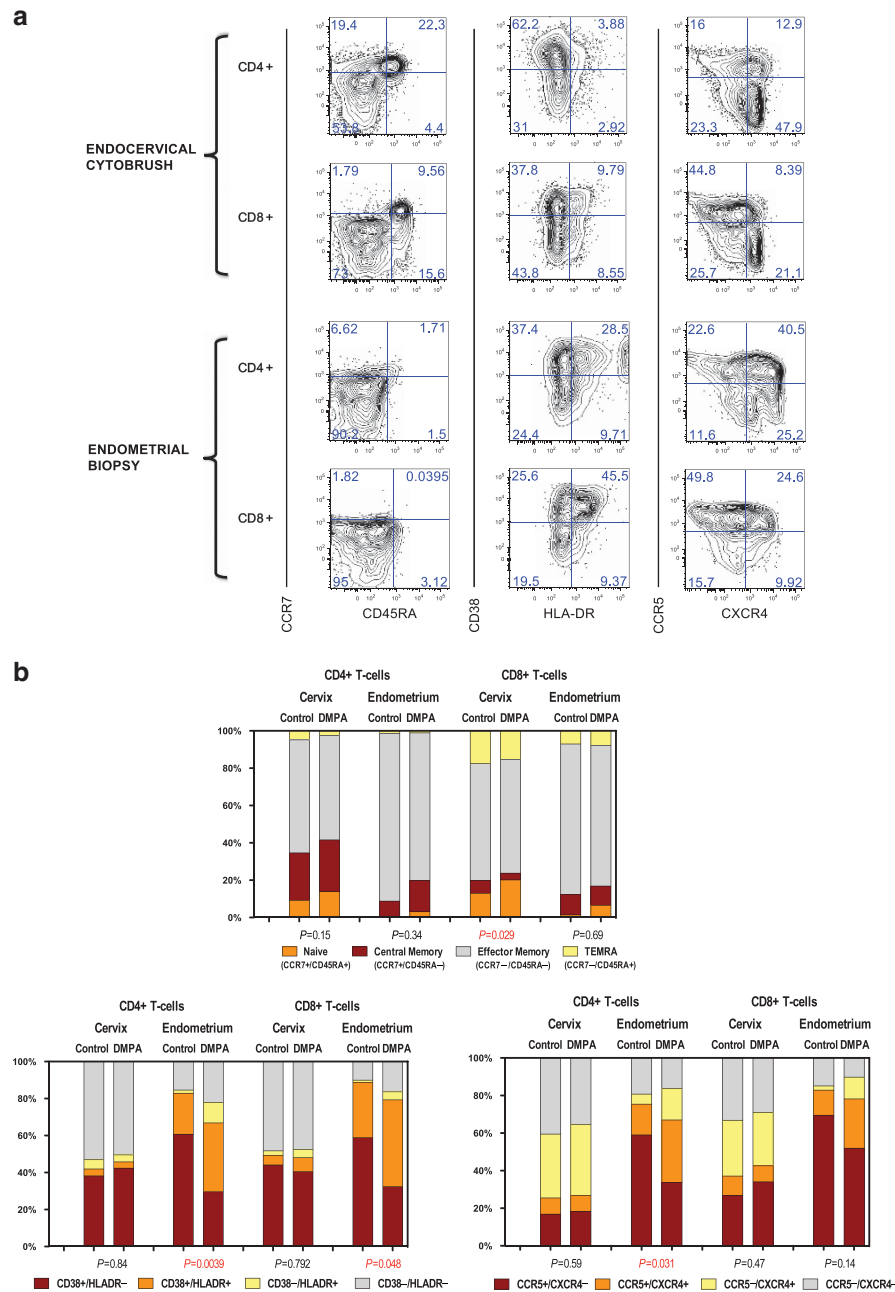 a
19.4 22.3
62.2 3.88
16 12.9
CD4+
53.8 4.4
31 2.92
23.3 47.9
ENDOCERVICAL
CYTOBRUSH
1.79 9.56
37.8 9.79
44.8 8.39
CD8+
73 15.6
43.8 8.55
25.7 21.1
6.62 1.71
37.4 28.5
22.6 40.5
CD4+
90.2 1.5
24.4 9.71
11.6 25.2
ENDOMETRIAL
BIOPSY
1.82 0.0395
25.6 45.5
49.8 24.6
CD8+
95 3.12
19.5 9.37
15.7 9.92
CCR7
CD45RA
CD38
HLA-DR
CCR5
CXCR4
b
CD4+ T-cells CD8+ T-cells
Cervix Endometrium Cervix Endometrium
Control DMPA Control DMPA Control DMPA Control DMPA
100%
80%
60%
40%
20%
0%
P=0.15 P=0.34 P=0.029 P=0.69
Naive Central Memory Effector Memory TEMRA
(CCR7+/CD45RA+) (CCR7+/CD45RA−) (CCR7−/CD45RA−) (CCR7−/CD45RA+)
CD4+ T-cells CD8+ T-cells
Cervix Endometrium Cervix Endometrium
Control DMPA Control DMPA Control DMPA Control DMPA
100%
80%
60%
40%
20%
0%
P=0.84 P=0.0039 P=0.792 P=0.048
CD38+/HLADR− CD38+/HLADR+ CD38−/HLADR+ CD38−/HLADR−
CD4+ T-cells CD8+ T-cells
Cervix Endometrium Cervix Endometrium
Control DMPA Control DMPA Control DMPA Control DMPA
100%
80%
60%
40%
20%
0%
P=0.59 P=0.031 P=0.47 P=0.14
CCR5+/CXCR4− CCR5+/CXCR4+ CCR5−/CXCR4+ CCR5−/CXCR4−